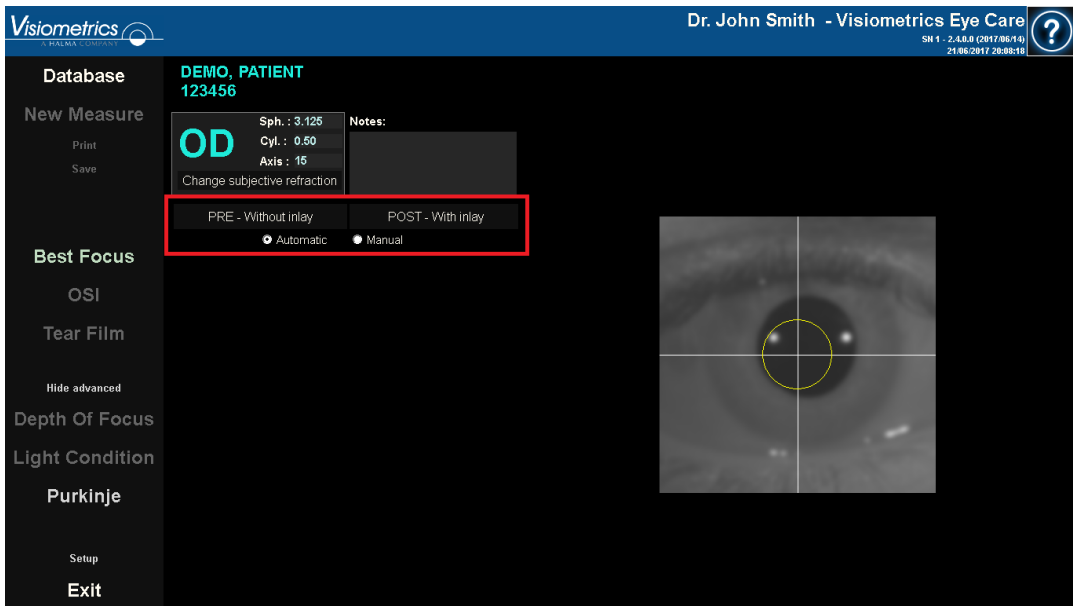 Visiometrics
A HALMA COMPANY
Dr. John Smith - Visiometrics Eye Care
SN 1 - 2.4.0.0 (2017/06/14)
21/06/2017 20:08:18
?
Database
New Measure
Print
Save
Best Focus
OSI
Tear Film
Hide advanced
Depth Of Focus
Light Condition
Purkinje
Setup
Exit
DEMO, PATIENT
123456
OD
Sph. : 3.125
Cyl. : 0.50
Axis : 15
Change subjective refraction
Notes:
PRE - Without inlay
POST - With inlay
Automatic
Manual